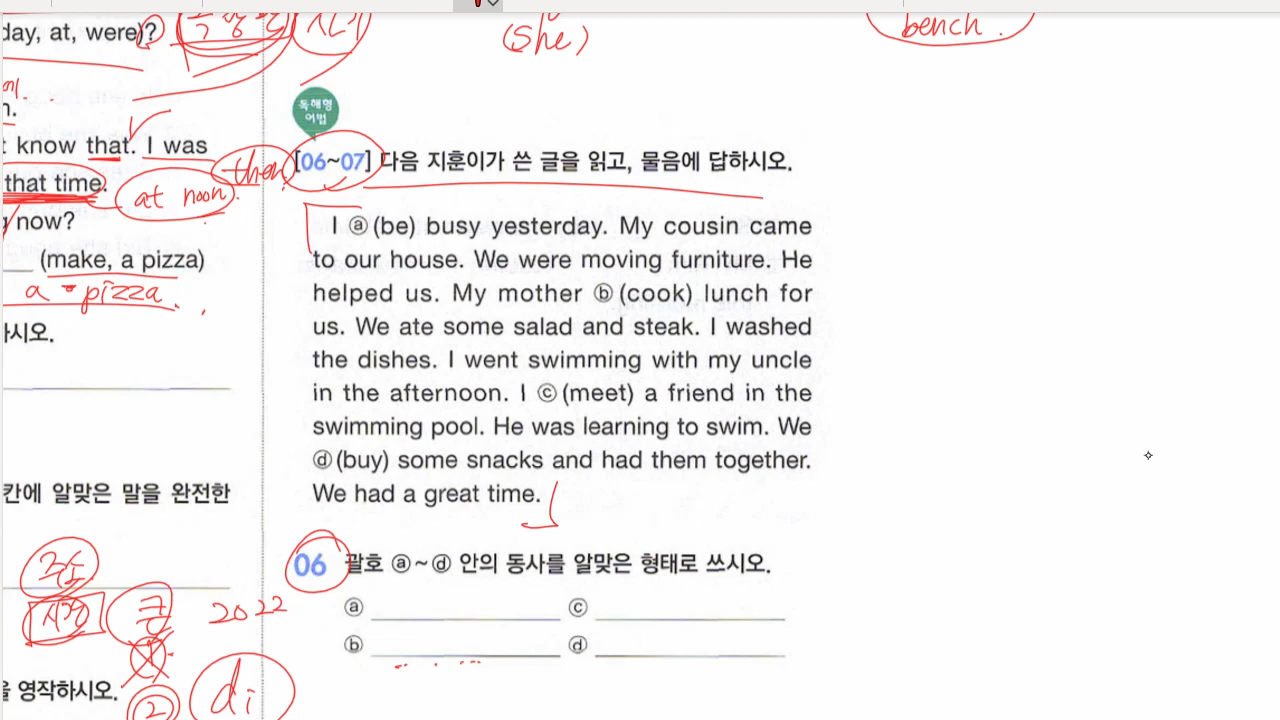 day, at, were)?
(She)
bench.
n.
t know that. I was
that time.
then
at noon.
g now?
(make, a pizza)
a pizza.
하시오.
칸에 알맞은 말을 완전한
주소
시경
2022
을 영작하시오.
②
di
독해형
어법
[06~07] 다음 지훈이가 쓴 글을 읽고, 물음에 답하시오.
I ⓐ (be) busy yesterday. My cousin came
to our house. We were moving furniture. He
helped us. My mother ⓑ (cook) lunch for
us. We ate some salad and steak. I washed
the dishes. I went swimming with my uncle
in the afternoon. I ⓒ (meet) a friend in the
swimming pool. He was learning to swim. We
ⓓ (buy) some snacks and had them together.
We had a great time.
06 괄호 ⓐ~ⓓ 안의 동사를 알맞은 형태로 쓰시오.
ⓐ ⓒ
ⓑ ⓓ